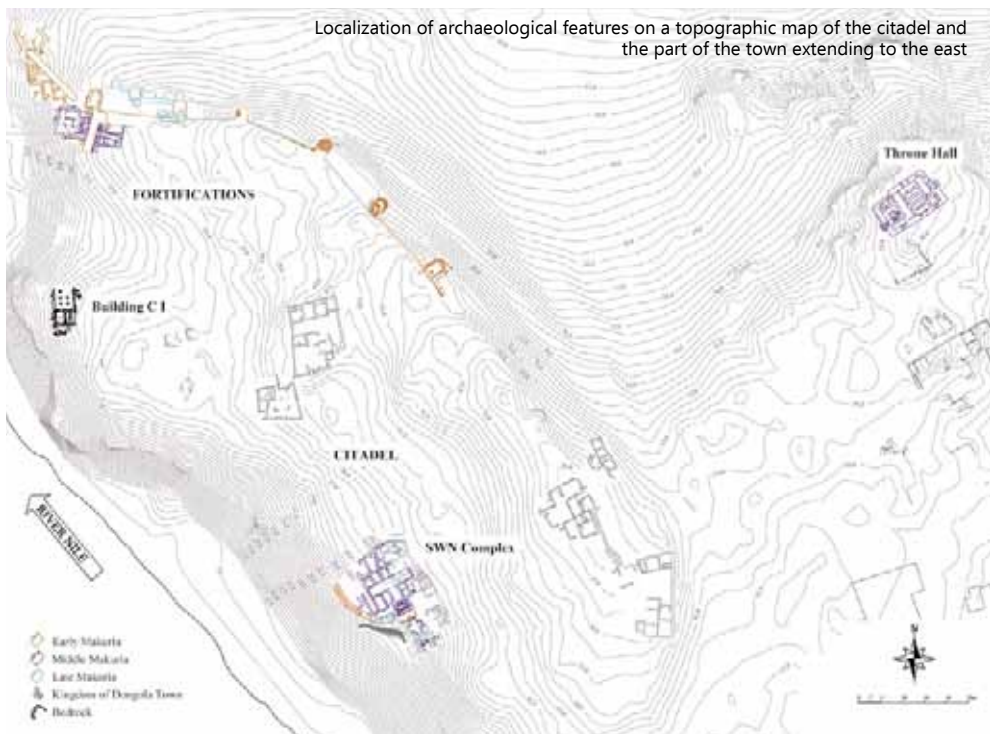 Localization of archaeological features on a topographic map of the citadel and
the part of the town extending to the east
Throne Hall
FORTIFICATIONS
Building C I
CITADEL
RIVER NILE
SWN Complex
N
Early Makuria
Middle Makuria
Late Makuria
Kingdom of Dongola Town
Bedrock